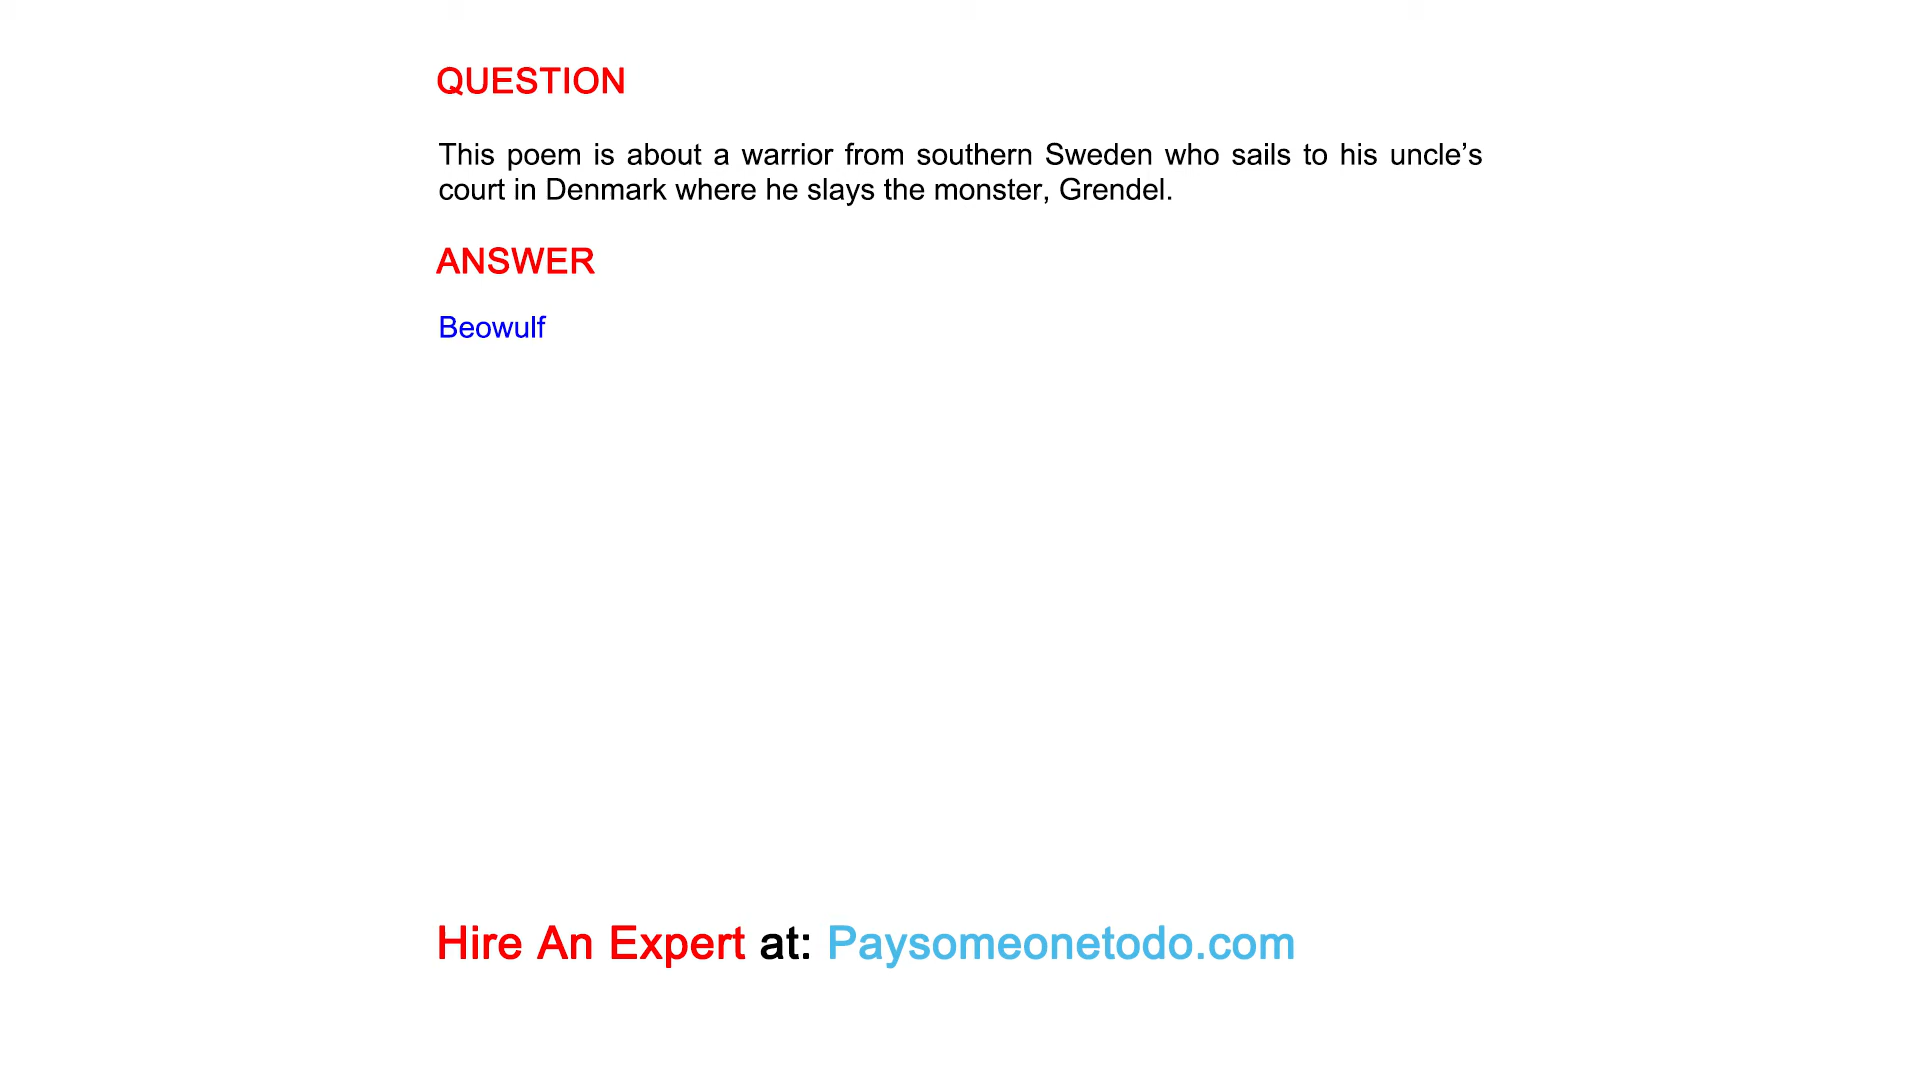 QUESTION
This poem is about a warrior from southern Sweden who sails to his uncle’s
court in Denmark where he slays the monster, Grendel.
ANSWER
Beowulf
Hire An Expert at: Paysomeonetodo.com